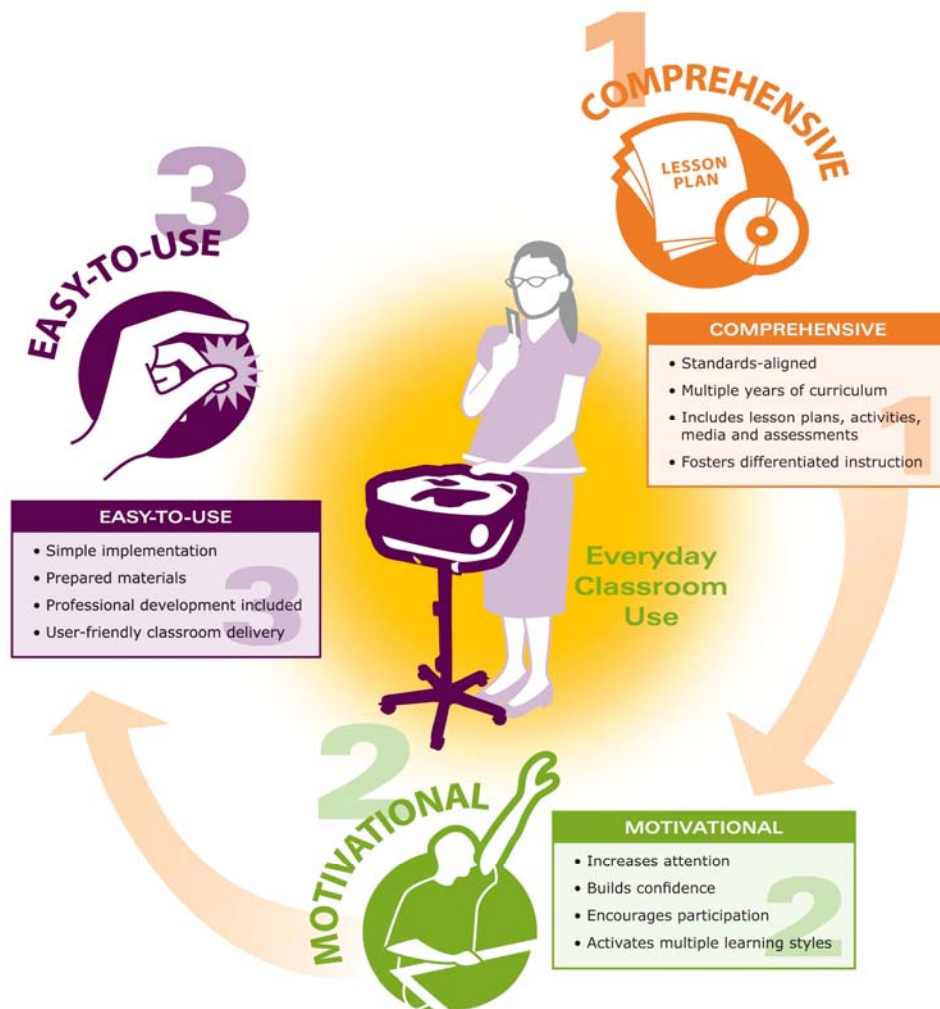 1
COMPREHENSIVE
LESSON
PLAN
COMPREHENSIVE
• Standards-aligned
• Multiple years of curriculum
• Includes lesson plans, activities,
media and assessments
• Fosters differentiated instruction
1
Everyday
Classroom
Use
2
MOTIVATIONAL
MOTIVATIONAL
• Increases attention
• Builds confidence
• Encourages participation
• Activates multiple learning styles
2
3
EASY-TO-USE
EASY-TO-USE
• Simple implementation
• Prepared materials
• Professional development included
• User-friendly classroom delivery
3